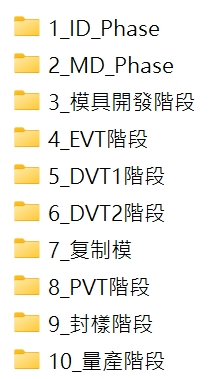 1_ID_Phase
2_MD_Phase
3_模具開發階段
4_EVT階段
5_DVT1階段
6_DVT2階段
7_复制模
8_PVT階段
9_封樣階段
10_量產階段